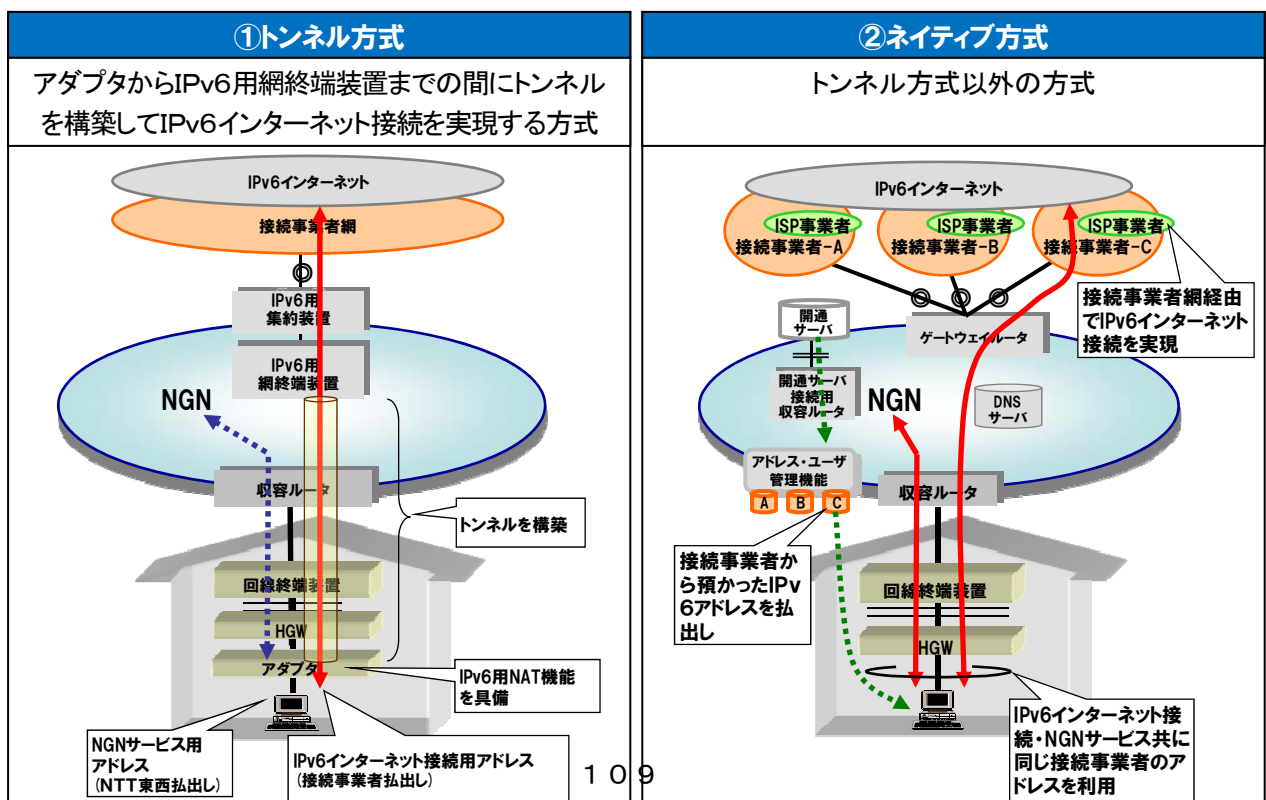 ①トンネル方式
アダプタからIPv6用網終端装置までの間にトンネル
を構築してIPv6インターネット接続を実現する方式
IPv6インターネット
接続事業者網
IPv6用
集約装置
IPv6用
網終端装置
NGN
収容ルータ
トンネルを構築
回線終端装置
HGW
アダプタ
IPv6用NAT機能
を具備
NGNサービス用
アドレス
(NTT東西払出し)
IPv6インターネット接続用アドレス
(接続事業者払出し)
②ネイティブ方式
トンネル方式以外の方式
IPv6インターネット
ISP事業者
接続事業者-A
ISP事業者
接続事業者-B
ISP事業者
接続事業者-C
接続事業者網経由
でIPv6インターネット
接続を実現
開通
サーバ
ゲートウェイルータ
開通サーバ
接続用
収容ルータ
NGN
DNS
サーバ
アドレス・ユーザ
管理機能
A B C
収容ルータ
接続事業者か
ら預かったIPv
6アドレスを払
出し
回線終端装置
HGW
IPv6インターネット接
続・NGNサービス共に
同じ接続事業者のア
ドレスを利用
109